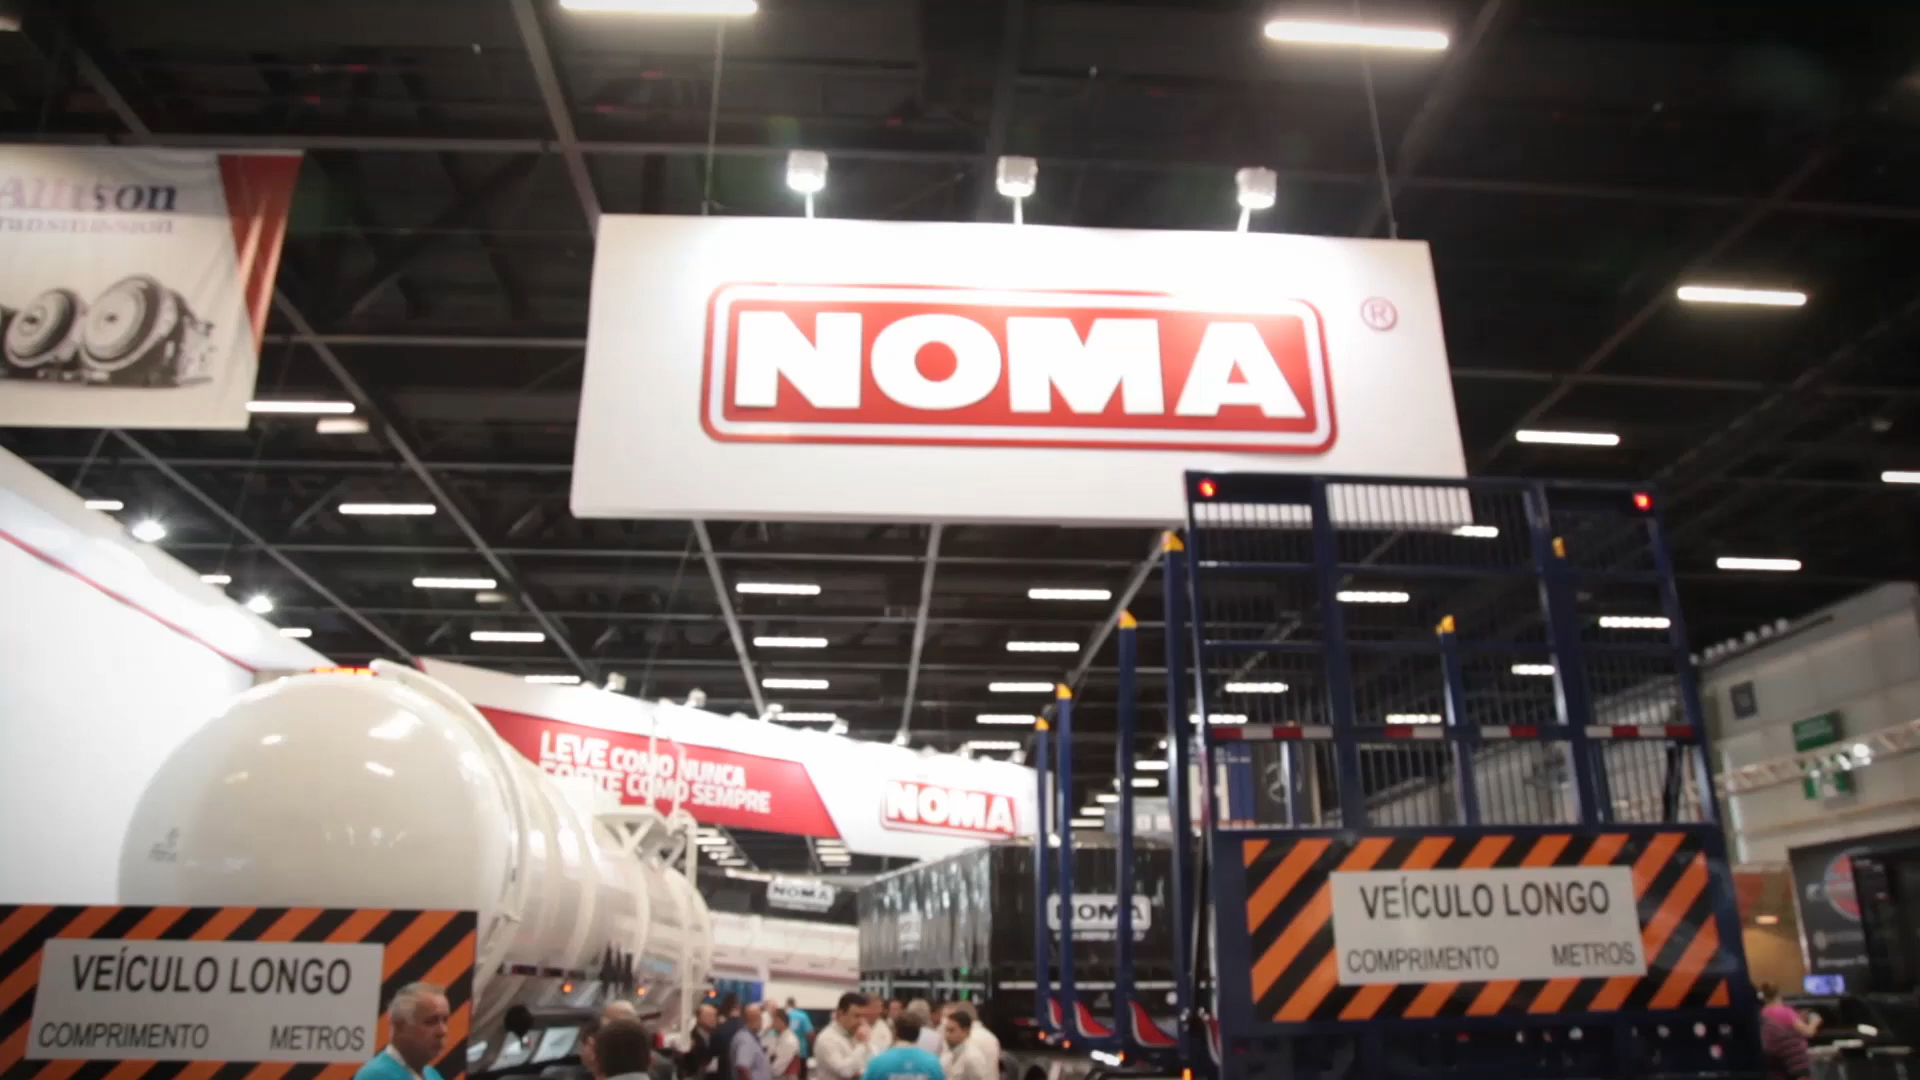 Allison
Transmission
NOMA
®
LEVE COMO NUNCA
FORTE COMO SEMPRE
NOMA
NOMA
NOMA
VEÍCULO LONGO
COMPRIMENTO METROS
VEÍCULO LONGO
COMPRIMENTO METROS